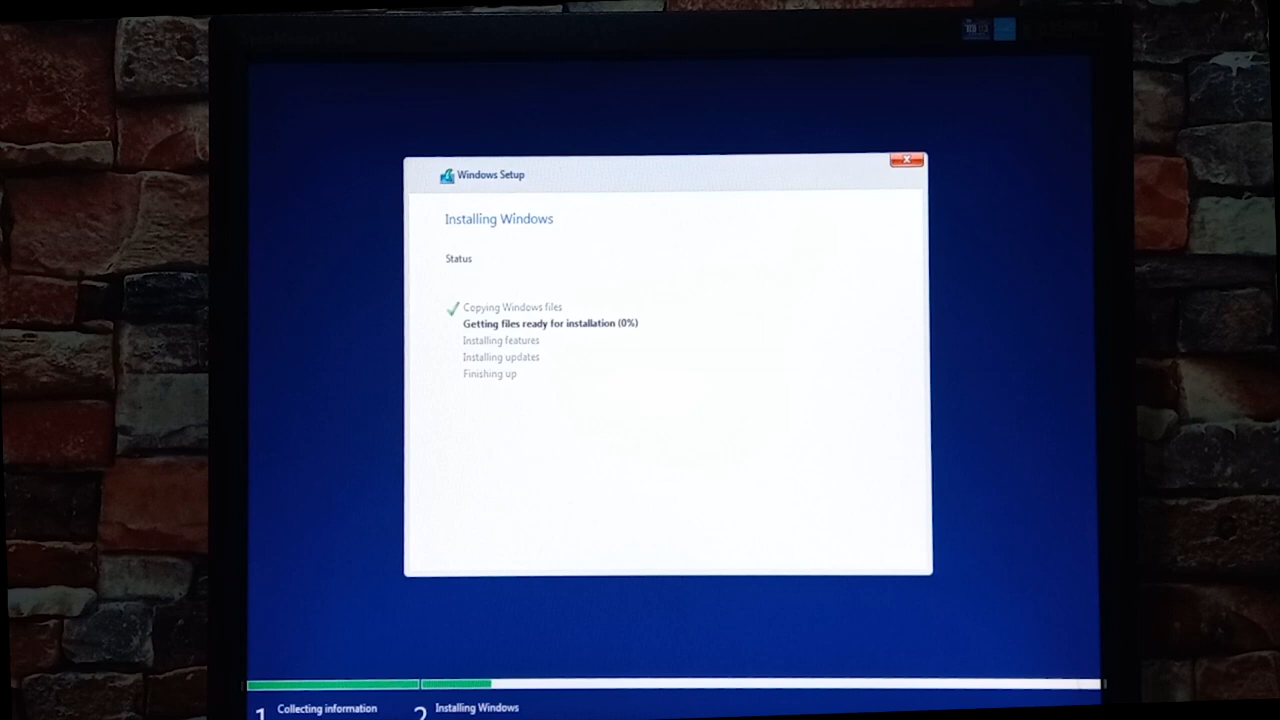 Windows Setup
Installing Windows
Status
Copying Windows files
Getting files ready for installation (0%)
Installing features
Installing updates
Finishing up
1 Collecting information
2 Installing Windows